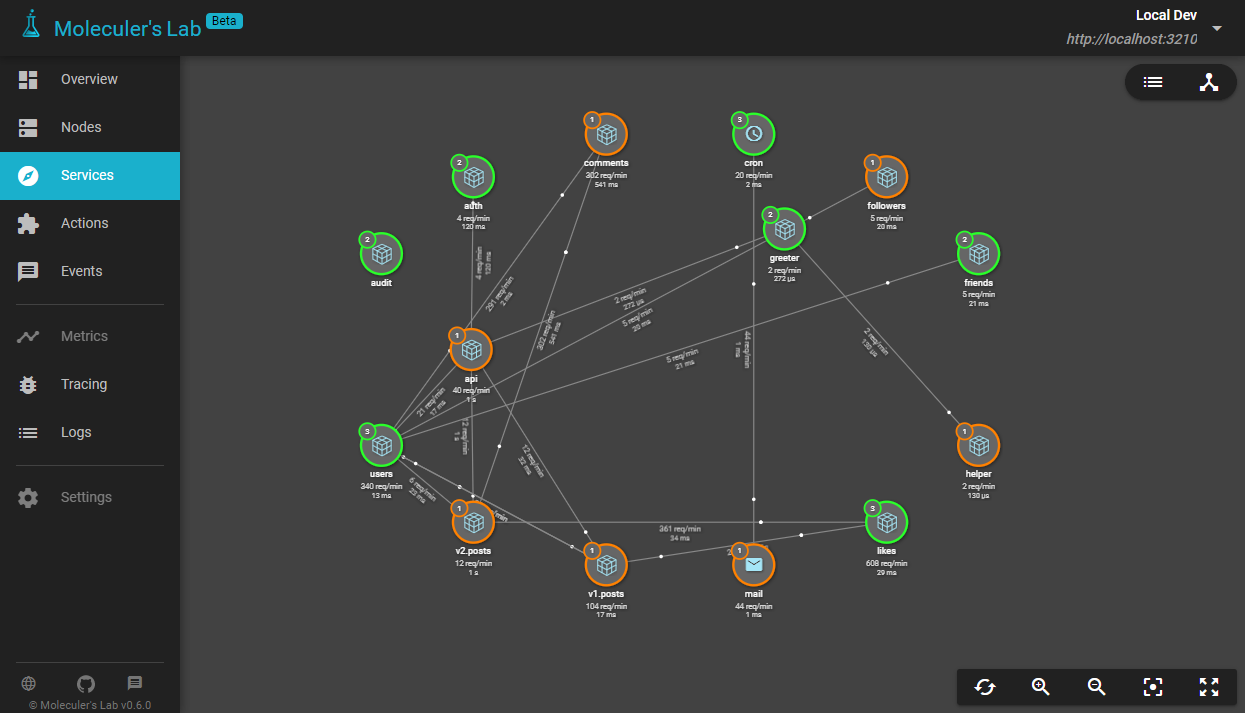 Moleculer's Lab Beta
Local Dev
http://localhost:3210
Overview
Nodes
Services
Actions
Events
Metrics
Tracing
Logs
Settings
© Moleculer's Lab v0.6.0
1
comments
302 req/min
541 ms
3
cron
20 req/min
2 ms
2
auth
4 req/min
120 ms
1
followers
5 req/min
20 ms
2
greeter
2 req/min
272 µs
2
audit
2
friends
5 req/min
21 ms
4 req/min
120 ms
291 req/min
2 ms
2 req/min
272 µs
5 req/min
20 ms
302 req/min
541 ms
44 req/min
1 ms
2 req/min
130 µs
5 req/min
21 ms
1
api
40 req/min
1 s
21 req/min
17 ms
12 req/min
1 s
12 req/min
32 ms
3
users
340 req/min
13 ms
6 req/min
23 ms
1
helper
2 req/min
130 µs
1
v2.posts
12 req/min
1 s
361 req/min
34 ms
3
likes
608 req/min
29 ms
1
v1.posts
104 req/min
17 ms
1
mail
44 req/min
1 ms